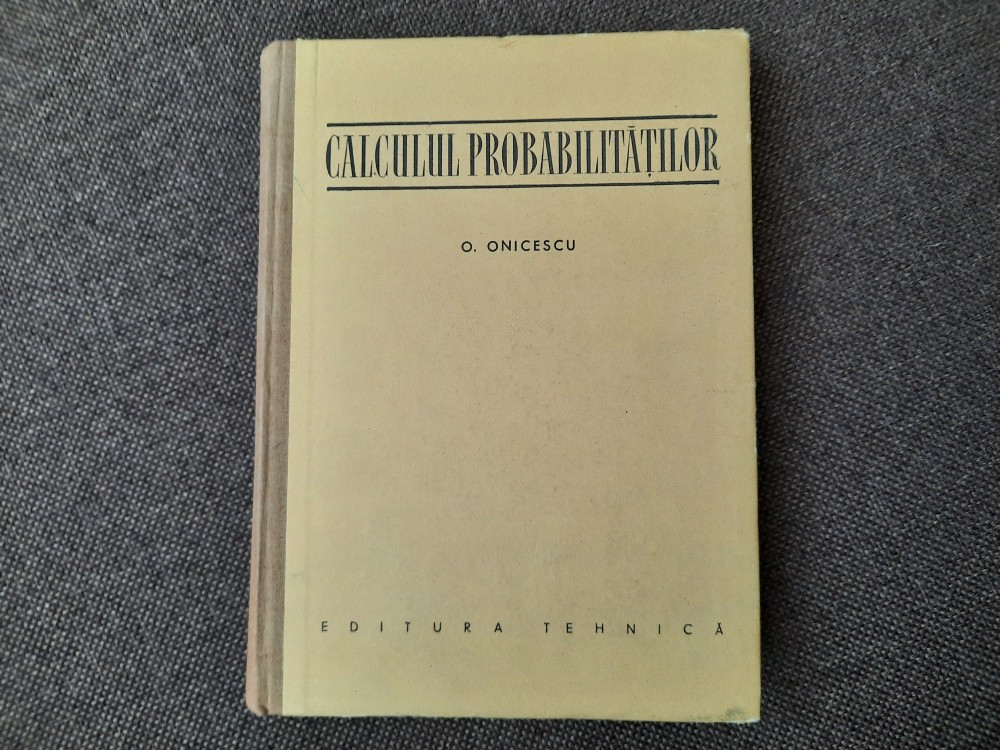 CALCULUL PROBABILITĂȚILOR
O. ONICESCU
EDITURA TEHNICĂ